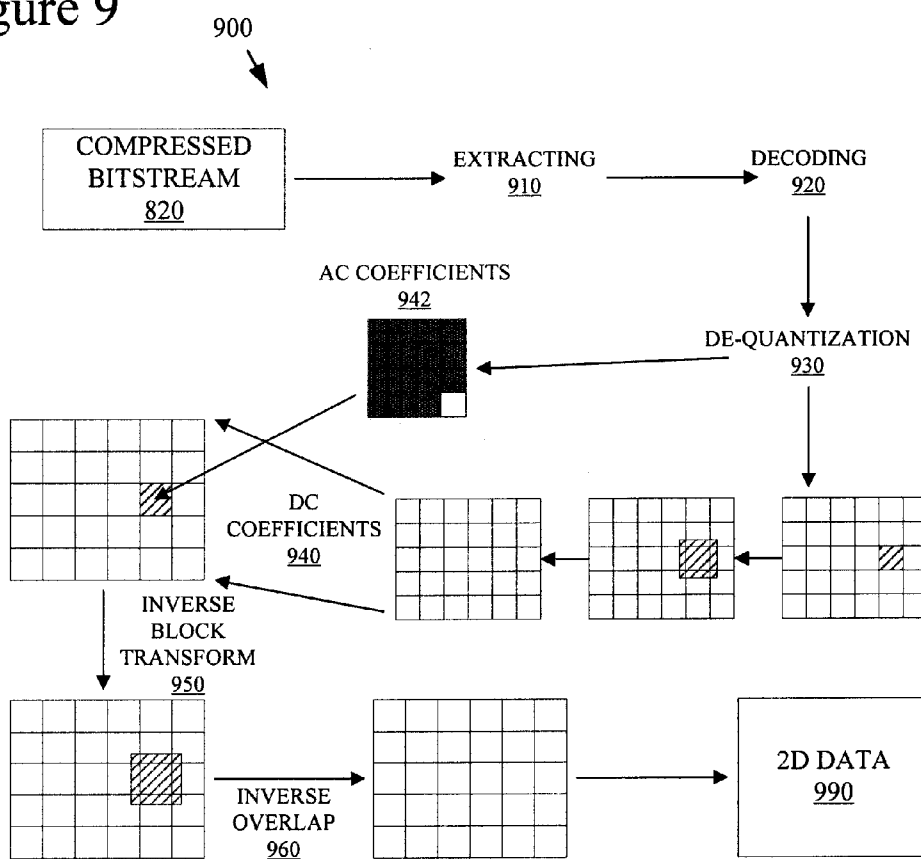 gure 9
900
COMPRESSED
BITSTREAM
820
EXTRACTING
910
DECODING
920
AC COEFFICIENTS
942
DE-QUANTIZATION
930
DC
COEFFICIENTS
940
INVERSE
BLOCK
TRANSFORM
950
INVERSE
OVERLAP
960
2D DATA
990